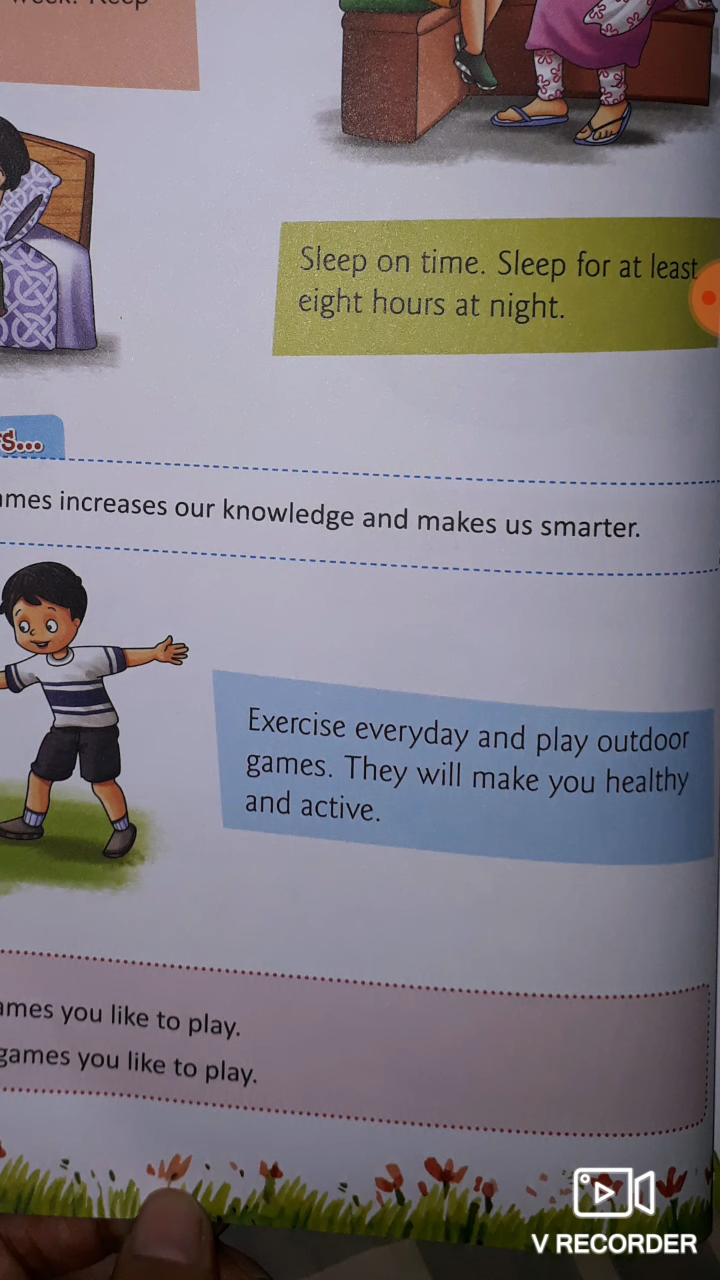 Keep
Sleep on time. Sleep for at least
eight hours at night.
increases our knowledge and makes us smarter.
Exercise everyday and play outdoor
games. They will make you healthy
and active.
you like to play.
games you like to play.
V RECORDER